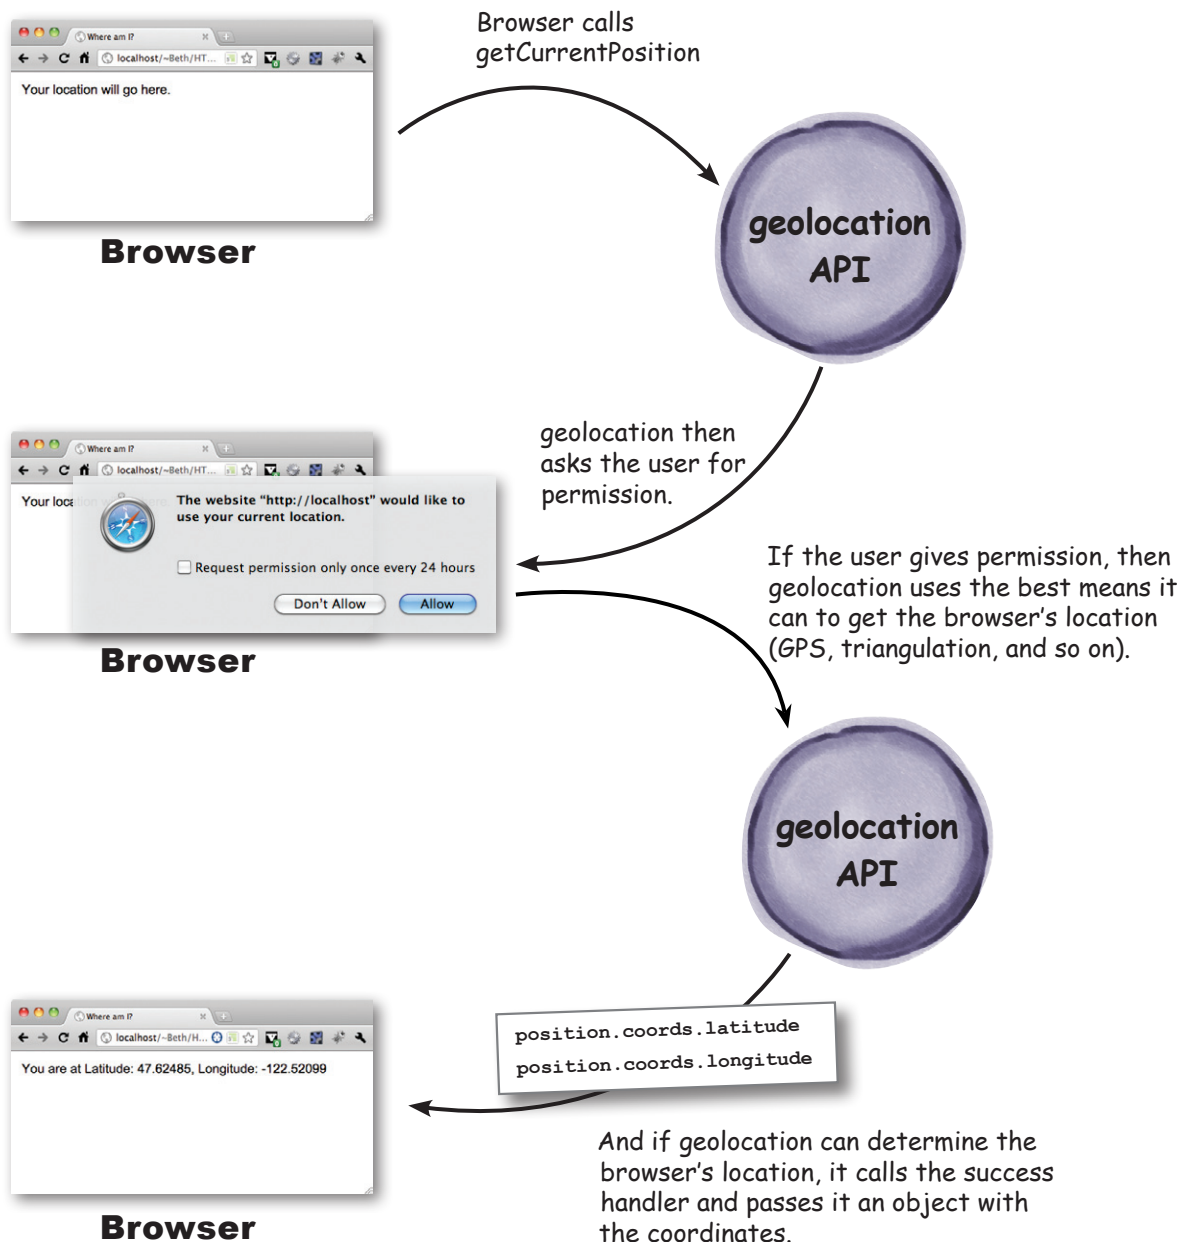 Browser calls
getCurrentPosition
Where am I?
localhost/~Beth/HT...
Your location will go here.
Browser
geolocation
API
geolocation then
asks the user for
permission.
Where am I?
localhost/~Beth/HT...
Your loca
The website "http://localhost" would like to
use your current location.
Request permission only once every 24 hours
Don't Allow
Allow
Browser
If the user gives permission, then
geolocation uses the best means it
can to get the browser's location
(GPS, triangulation, and so on).
geolocation
API
position.coords.latitude
position.coords.longitude
Where am I?
localhost/~Beth/H...
You are at Latitude: 47.62485, Longitude: -122.52099
Browser
And if geolocation can determine the
browser's location, it calls the success
handler and passes it an object with
the coordinates.